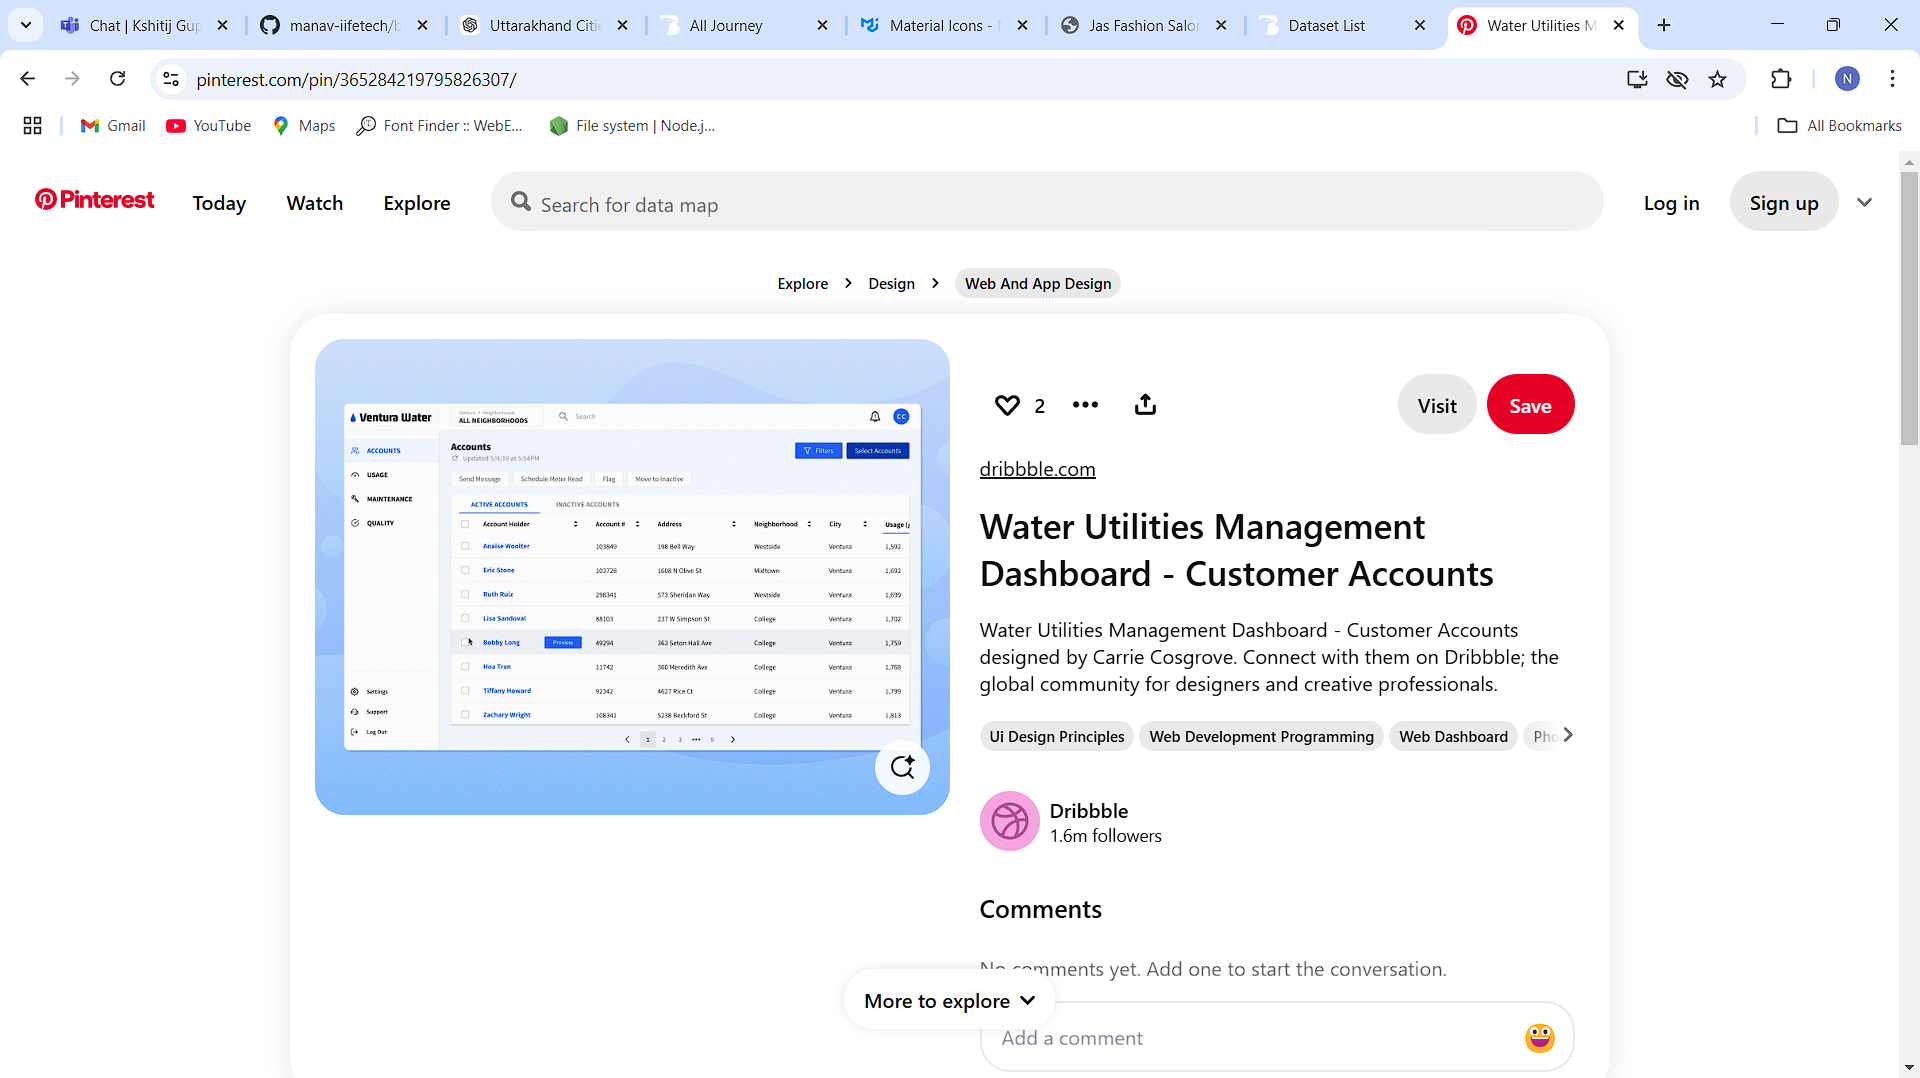 Chat | Kshitij Gup
manav-iifetech/b
Uttarakhand Citie
All Journey
Material Icons - M
Jas Fashion Salon
Dataset List
Water Utilities M
pinterest.com/pin/365284219795826307/
N
Gmail
YouTube
Maps
Font Finder :: WebE...
File system | Node.j...
All Bookmarks
Pinterest
Today
Watch
Explore
Search for data map
Log in
Sign up
Explore
Design
Web And App Design
Ventura Water
Ventura • Neighborhoods
ALL NEIGHBORHOODS
Search
CC
ACCOUNTS
USAGE
MAINTENANCE
QUALITY
Settings
Support
Log Out
Accounts
Updated 5/9/19 at 5:54PM
Filters
Select Accounts
Send Message
Schedule Meter Read
Flag
Move to Inactive
ACTIVE ACCOUNTS
INACTIVE ACCOUNTS
Account Holder Account # Address Neighborhood City Usage (g
Analise Woolter 103849 198 Bell Way Westside Ventura 1,592
Eric Stone 103728 1608 N Olive St Midtown Ventura 1,692
Ruth Ruiz 298341 573 Sheridan Way Westside Ventura 1,699
Lisa Sandoval 88103 237 W Simpson St College Ventura 1,702
Bobby Long Preview 49294 363 Seton Hall Ave College Ventura 1,759
Hoa Tran 11742 360 Meredith Ave College Ventura 1,768
Tiffany Howard 92342 4627 Rice Ct College Ventura 1,799
Zachary Wright 108341 5238 Beckford St College Ventura 1,813
1 2 3 ••• 9
2
Visit
Save
dribbble.com
Water Utilities Management
Dashboard - Customer Accounts
Water Utilities Management Dashboard - Customer Accounts
designed by Carrie Cosgrove. Connect with them on Dribbble; the
global community for designers and creative professionals.
Ui Design Principles
Web Development Programming
Web Dashboard
Pho
Dribbble
1.6m followers
Comments
No comments yet. Add one to start the conversation.
More to explore
Add a comment